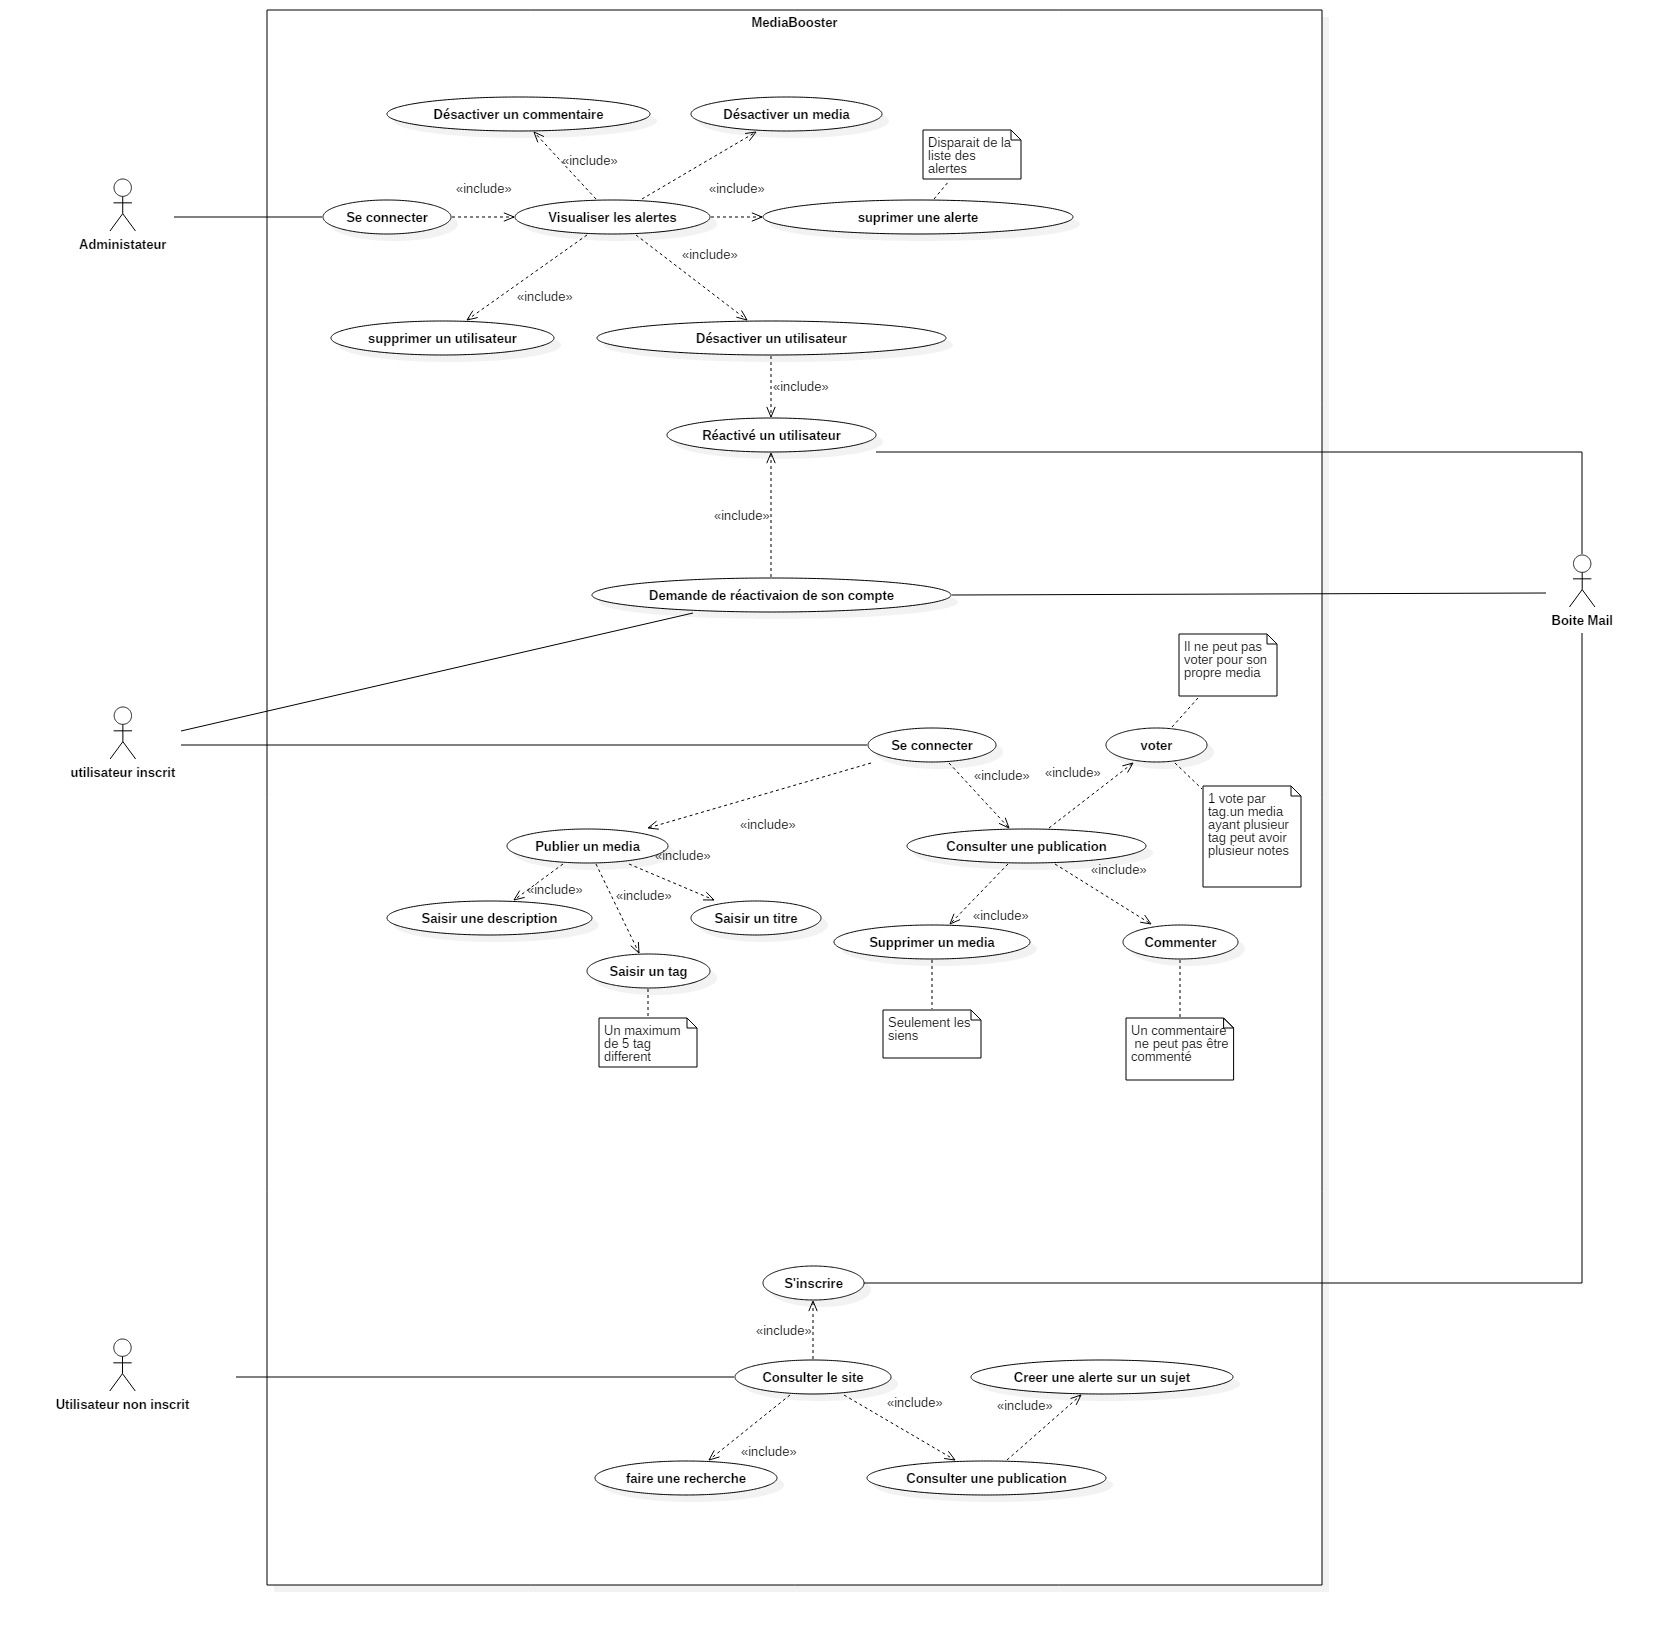 MediaBooster
Désactiver un commentaire
Désactiver un media
Disparait de la
liste des
alertes
«include»
«include»
«include»
Se connecter
Visualiser les alertes
suprimer une alerte
Administateur
«include»
«include»
supprimer un utilisateur
Désactiver un utilisateur
«include»
Réactivé un utilisateur
«include»
Demande de réactivaion de son compte
Boite Mail
Il ne peut pas
voter pour son
propre media
utilisateur inscrit
Se connecter
voter
«include»
«include»
1 vote par
tag.un media
ayant plusieur
tag peut avoir
plusieur notes
«include»
Publier un media
«include»
Consulter une publication
«include»
«include»
«include»
Saisir une description
Saisir un titre
«include»
Supprimer un media
Commenter
Saisir un tag
Un maximum
de 5 tag
different
Seulement les
siens
Un commentaire
ne peut pas être
commenté
S'inscrire
«include»
Utilisateur non inscrit
Consulter le site
Creer une alerte sur un sujet
«include»
«include»
«include»
faire une recherche
Consulter une publication